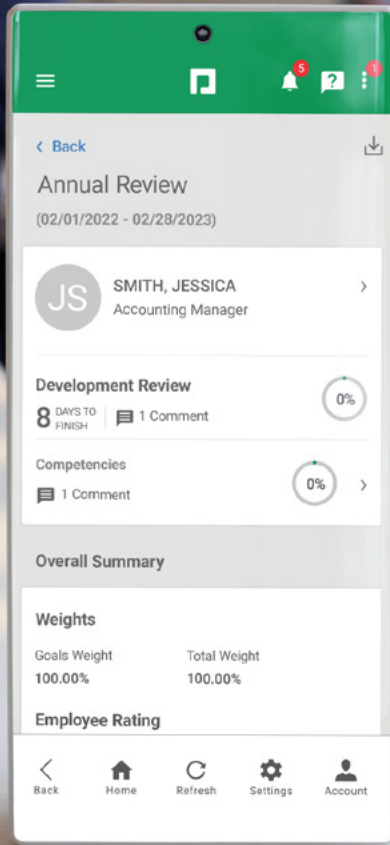 5
?
1
Back
Annual Review
(02/01/2022 - 02/28/2023)
JS
SMITH, JESSICA
Accounting Manager
Development Review
8 DAYS TO
FINISH
1 Comment
0%
Competencies
1 Comment
0%
Overall Summary
Weights
Goals Weight Total Weight
100.00% 100.00%
Employee Rating
Back Home Refresh Settings Account